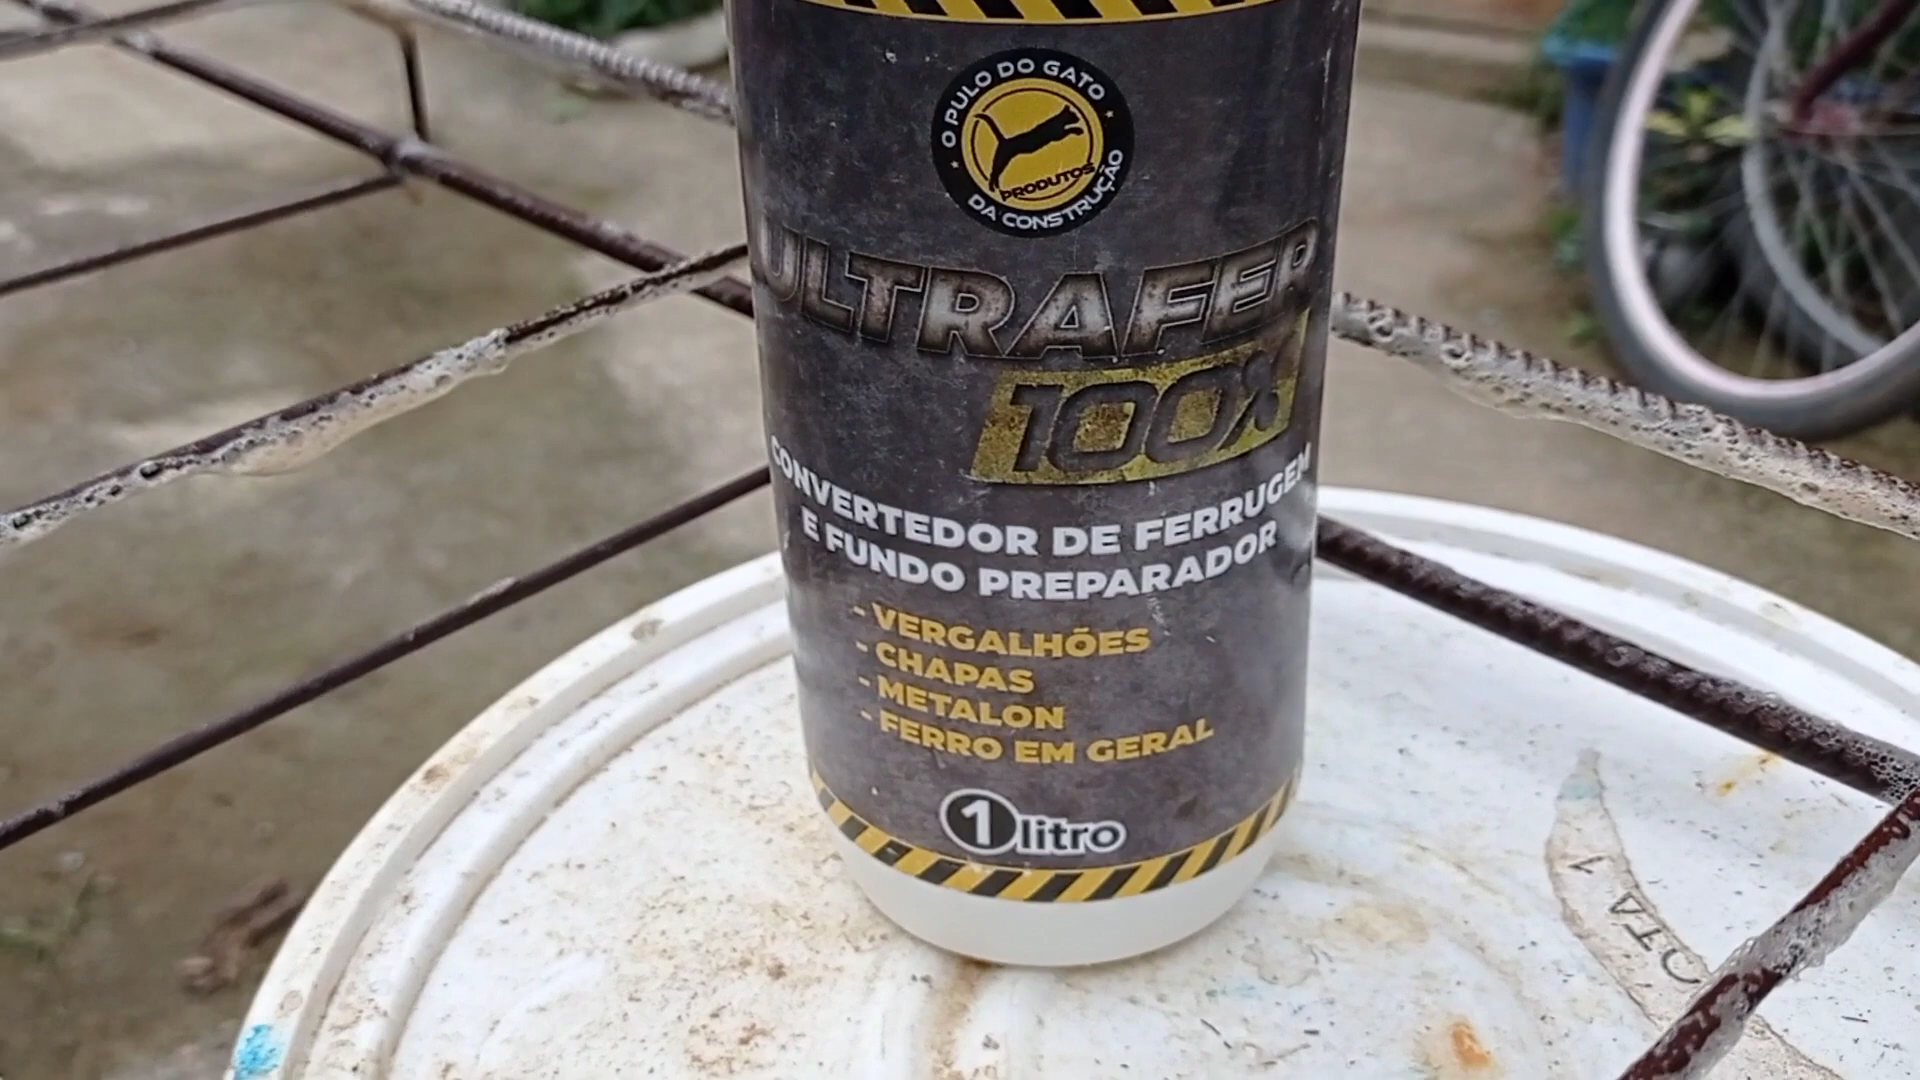 O PULO DO GATO
PRODUTOS
DA CONSTRUÇÃO
ULTRAFER
100X
CONVERTEDOR DE FERRUGEM
E FUNDO PREPARADOR
- VERGALHÕES
- CHAPAS
- METALON
- FERRO EM GERAL
1 litro